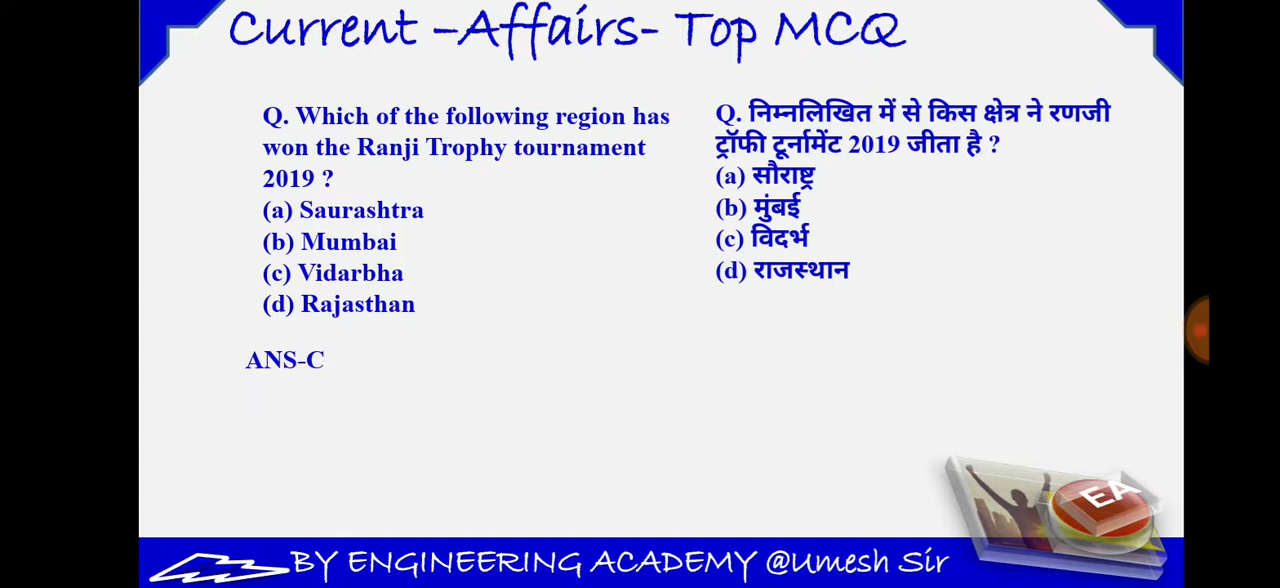 Current -Affairs- Top MCQ
Q. Which of the following region has
won the Ranji Trophy tournament
2019 ?
(a) Saurashtra
(b) Mumbai
(c) Vidarbha
(d) Rajasthan
ANS-C
Q. निम्नलिखित में से किस क्षेत्र ने रणजी
ट्रॉफी टूर्नामेंट 2019 जीता है ?
(a) सौराष्ट्र
(b) मुंबई
(c) विदर्भ
(d) राजस्थान
EA
BY ENGINEERING ACADEMY @Umesh Sir